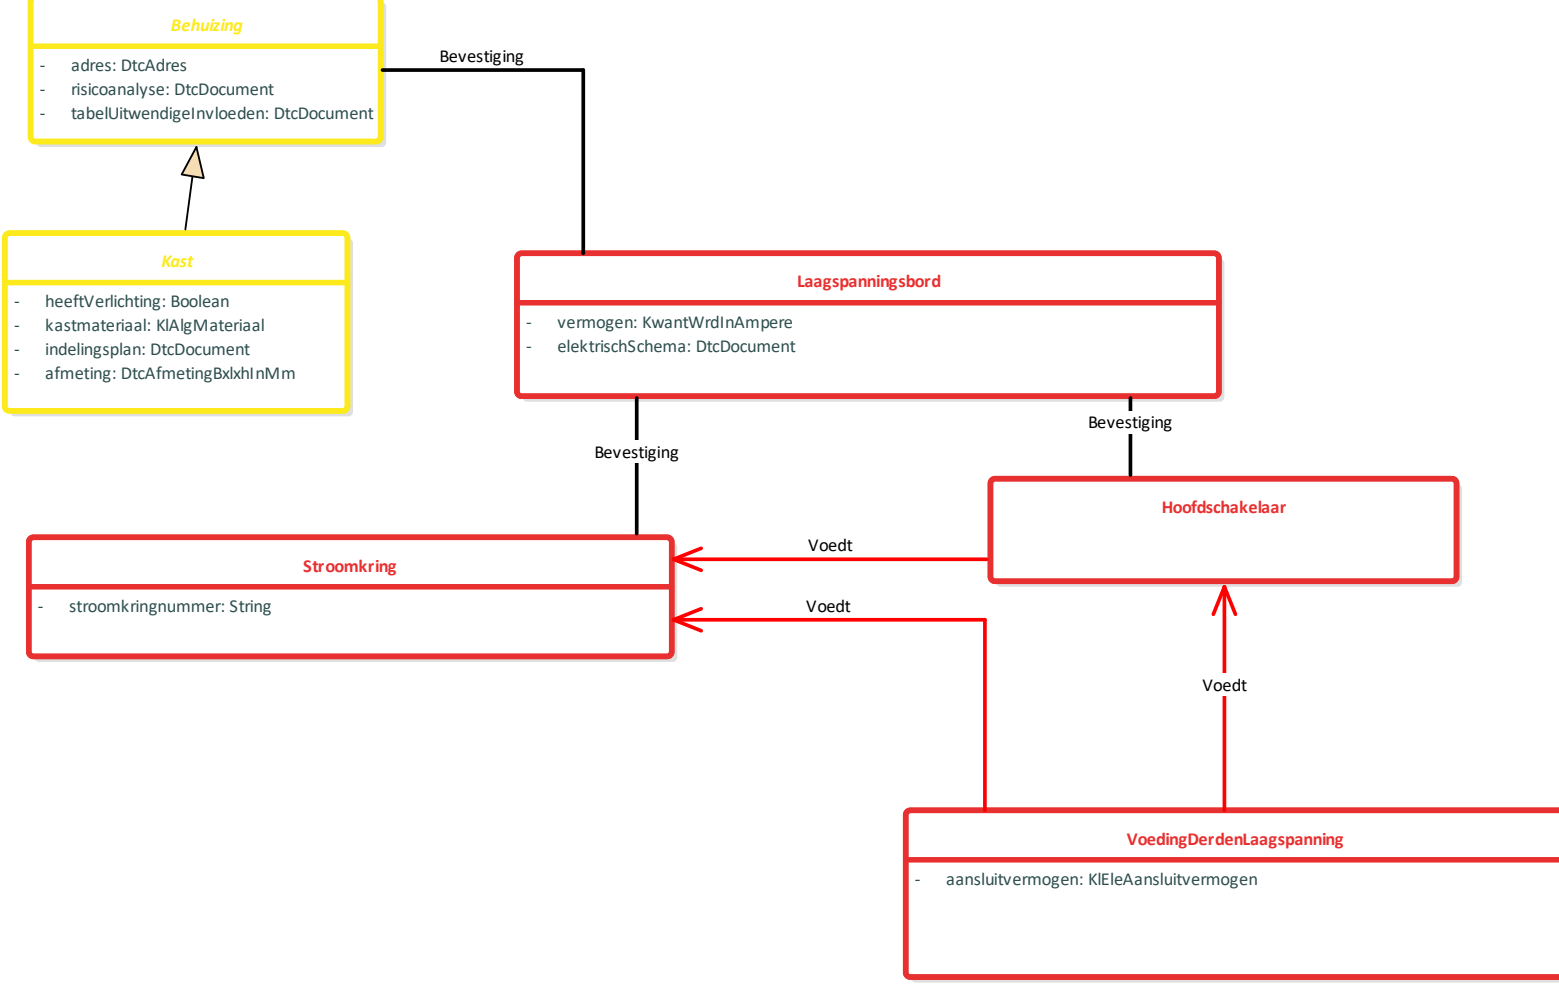 Behuizing
- adres: DtcAdres
- risicoanalyse: DtcDocument
- tabelUitwendigeInvloeden: DtcDocument
Bevestiging
Kast
- heeftVerlichting: Boolean
- kastmateriaal: KlAlgMateriaal
- indelingsplan: DtcDocument
- afmeting: DtcAfmetingBxlxhInMm
Laagspanningsbord
- vermogen: KwantWrdInAmpere
- elektrischSchema: DtcDocument
Bevestiging
Bevestiging
Hoofdschakelaar
Voedt
Stroomkring
- stroomkringnummer: String
Voedt
Voedt
VoedingDerdenLaagspanning
- aansluitvermogen: KlEleAansluitvermogen